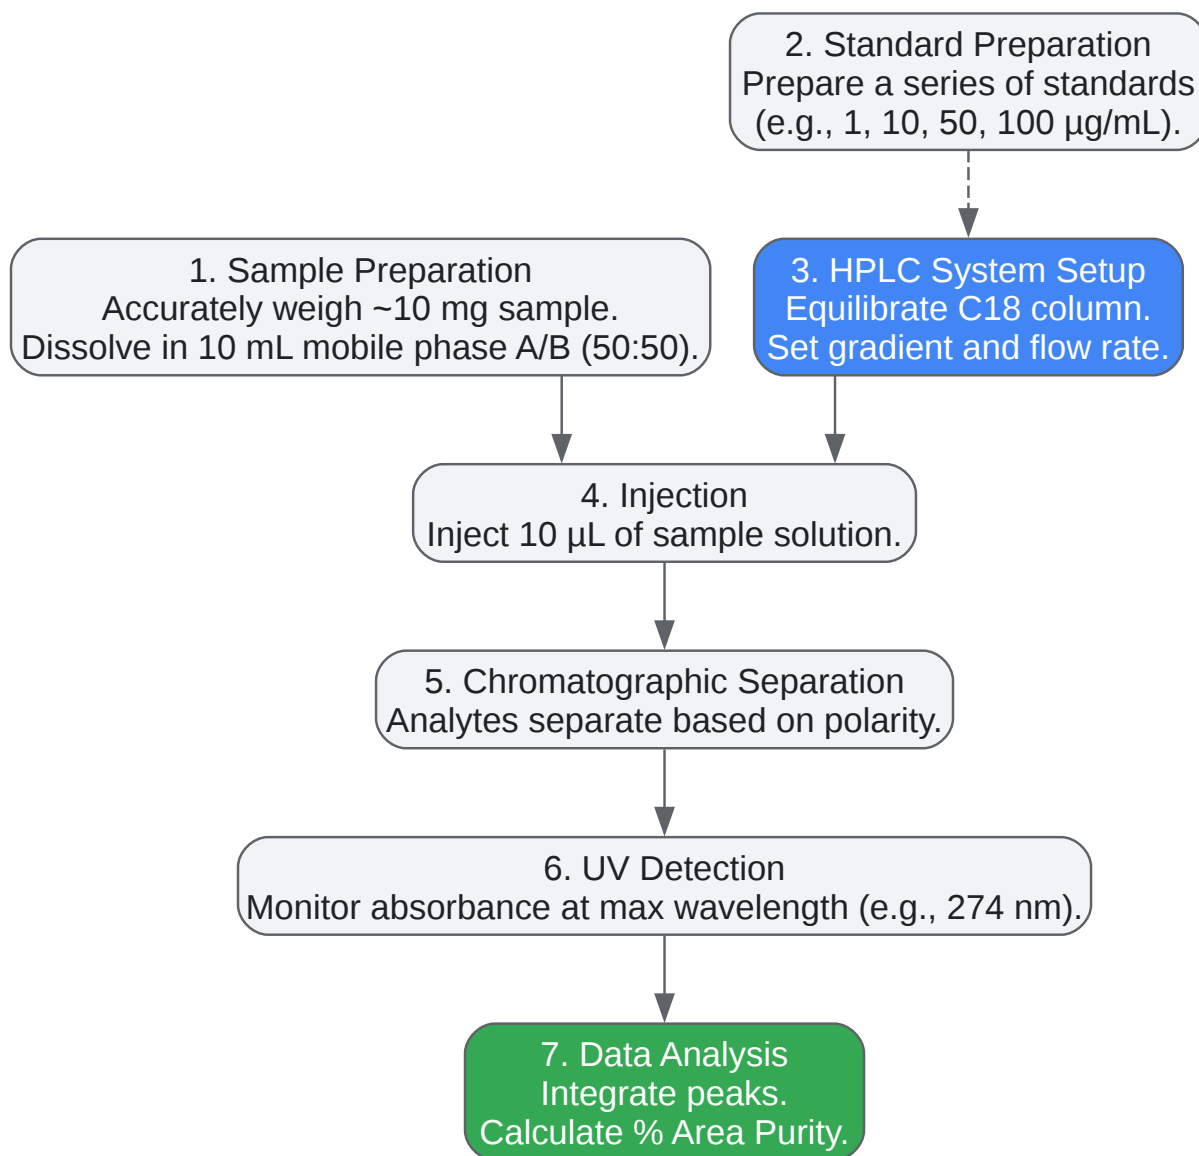 2. Standard Preparation
Prepare a series of standards
(e.g., 1, 10, 50, 100 µg/mL).
1. Sample Preparation
Accurately weigh ~10 mg sample.
Dissolve in 10 mL mobile phase A/B (50:50).
3. HPLC System Setup
Equilibrate C18 column.
Set gradient and flow rate.
4. Injection
Inject 10 µL of sample solution.
5. Chromatographic Separation
Analytes separate based on polarity.
6. UV Detection
Monitor absorbance at max wavelength (e.g., 274 nm).
7. Data Analysis
Integrate peaks.
Calculate % Area Purity.